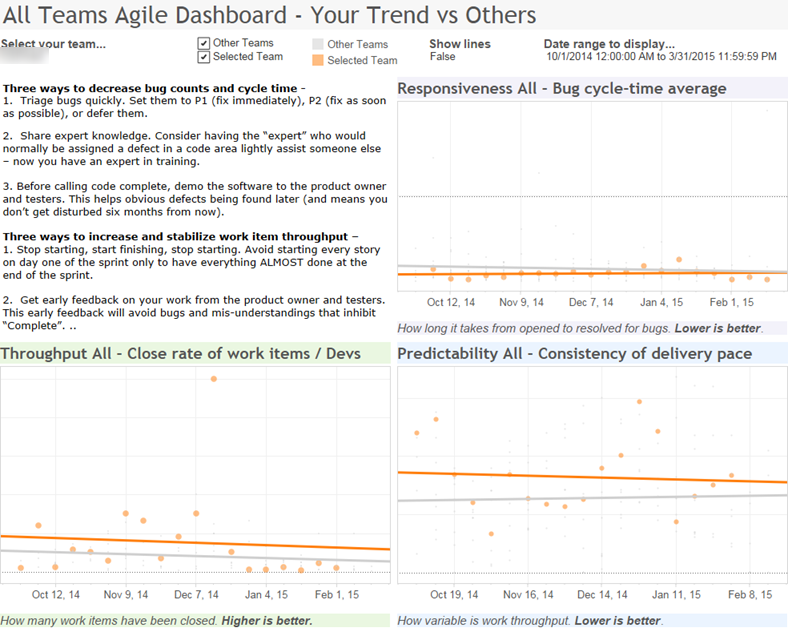 All Teams Agile Dashboard - Your Trend vs Others
Select your team...
Other Teams
Selected Team
Other Teams
Selected Team
Show lines
False
Date range to display...
10/1/2014 12:00:00 AM to 3/31/2015 11:59:59 PM
Three ways to decrease bug counts and cycle time -
1.  Triage bugs quickly. Set them to P1 (fix immediately), P2 (fix as soon
as possible), or defer them.
2.  Share expert knowledge. Consider having the “expert” who would
normally be assigned a defect in a code area lightly assist someone else
– now you have an expert in training.
3. Before calling code complete, demo the software to the product owner
and testers. This helps obvious defects being found later (and means you
don’t get disturbed six months from now).
Three ways to increase and stabilize work item throughput –
1. Stop starting, start finishing, stop starting. Avoid starting every story
on day one of the sprint only to have everything ALMOST done at the
end of the sprint.
2.  Get early feedback on your work from the product owner and testers.
This early feedback will avoid bugs and mis-understandings that inhibit
“Complete”. ..
Responsiveness All - Bug cycle-time average
Oct 12, 14
Nov 9, 14
Dec 7, 14
Jan 4, 15
Feb 1, 15
How long it takes from opened to resolved for bugs. Lower is better.
Throughput All - Close rate of work items / Devs
Oct 12, 14
Nov 9, 14
Dec 7, 14
Jan 4, 15
Feb 1, 15
How many work items have been closed. Higher is better.
Predictability All - Consistency of delivery pace
Oct 19, 14
Nov 16, 14
Dec 14, 14
Jan 11, 15
Feb 8, 15
How variable is work throughput. Lower is better.